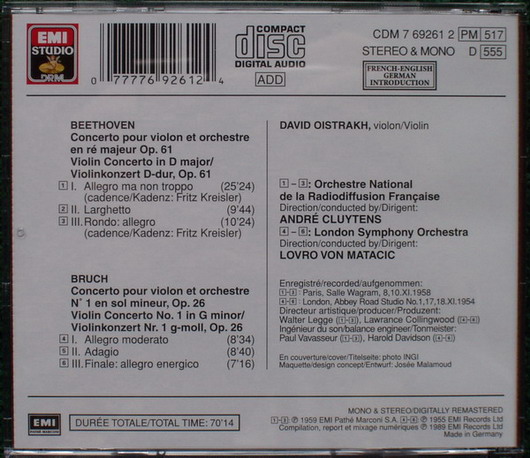 EMI
STUDIO
DRM
0 77776 92612 4
COMPACT
disc
DIGITAL AUDIO
ADD
CDM 7 69261 2 PM 517
STEREO & MONO D 555
FRENCH-ENGLISH
GERMAN
INTRODUCTION
BEETHOVEN
Concerto pour violon et orchestre
en ré majeur Op. 61
Violin Concerto in D major/
Violinkonzert D-dur, Op. 61
1 I. Allegro ma non troppo (25'24)
(cadence/Kadenz: Fritz Kreisler)
2 II. Larghetto (9'44)
3 III. Rondo: allegro (10'24)
(cadence/Kadenz: Fritz Kreisler)
BRUCH
Concerto pour violon et orchestre
N° 1 en sol mineur, Op. 26
Violin Concerto No. 1 in G minor/
Violinkonzert Nr. 1 g-moll, Op. 26
4 I. Allegro moderato (8'34)
5 II. Adagio (8'40)
6 III. Finale: allegro energico (7'16)
DAVID OISTRAKH, violon/Violin
1 - 3: Orchestre National
de la Radiodiffusion Française
Direction/conducted by/Dirigent:
ANDRÉ CLUYTENS
4 - 6: London Symphony Orchestra
Direction/conducted by/Dirigent:
LOVRO VON MATACIC
Enregistré/recorded/aufgenommen:
1-3: Paris, Salle Wagram, 8,10.XI.1958
4-6: London, Abbey Road Studio No.1,17,18.XI.1954
Directeur artistique/producer/Produzent:
Walter Legge (1-3), Lawrance Collingwood (4-6)
Ingénieur du son/balance engineer/Tonmeister:
Paul Vavasseur (1-3), Harold Davidson (4-6)
En couverture/cover/Titelseite: photo INGI
Maquette/design concept/Entwurf: Josée Malamoud
EMI
PATHE MARCONI
DURÉE TOTALE/TOTAL TIME: 70'14
MONO & STEREO/DIGITALLY REMASTERED
1-3 ℗ 1959 EMI Pathé Marconi S.A. 4-6 ℗ 1955 EMI Records Ltd
Compilation, report et mixage numériques ℗ 1989 EMI Records Ltd
Made in Germany